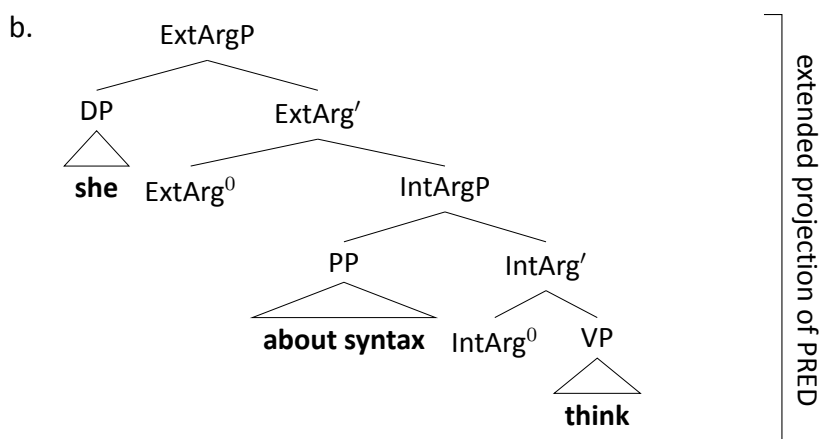 b.
ExtArgP
DP ExtArg′
she ExtArg⁰ IntArgP
PP IntArg′
about syntax IntArg⁰ VP
think
extended projection of PRED